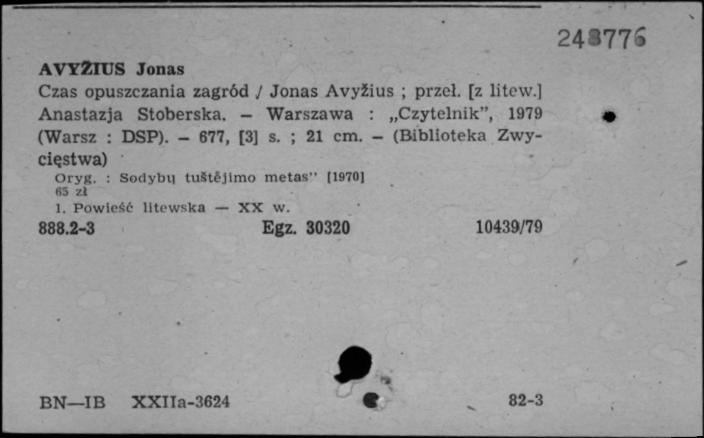 248776
AVYŽIUS Jonas
Czas opuszczania zagród / Jonas Avyžius ; przeł. [z litew.]
Anastazja Stoberska. — Warszawa : „Czytelnik”, 1979
(Warsz : DSP). — 677, [3] s. ; 21 cm. — (Biblioteka Zwy-
cięstwa)
Oryg. : Sodybų tuštėjimo metas” [1970]
65 zł
1. Powieść litewska — XX w.
888.2-3 Egz. 30320 10439/79
BN—IB XXIIa-3624 82-3